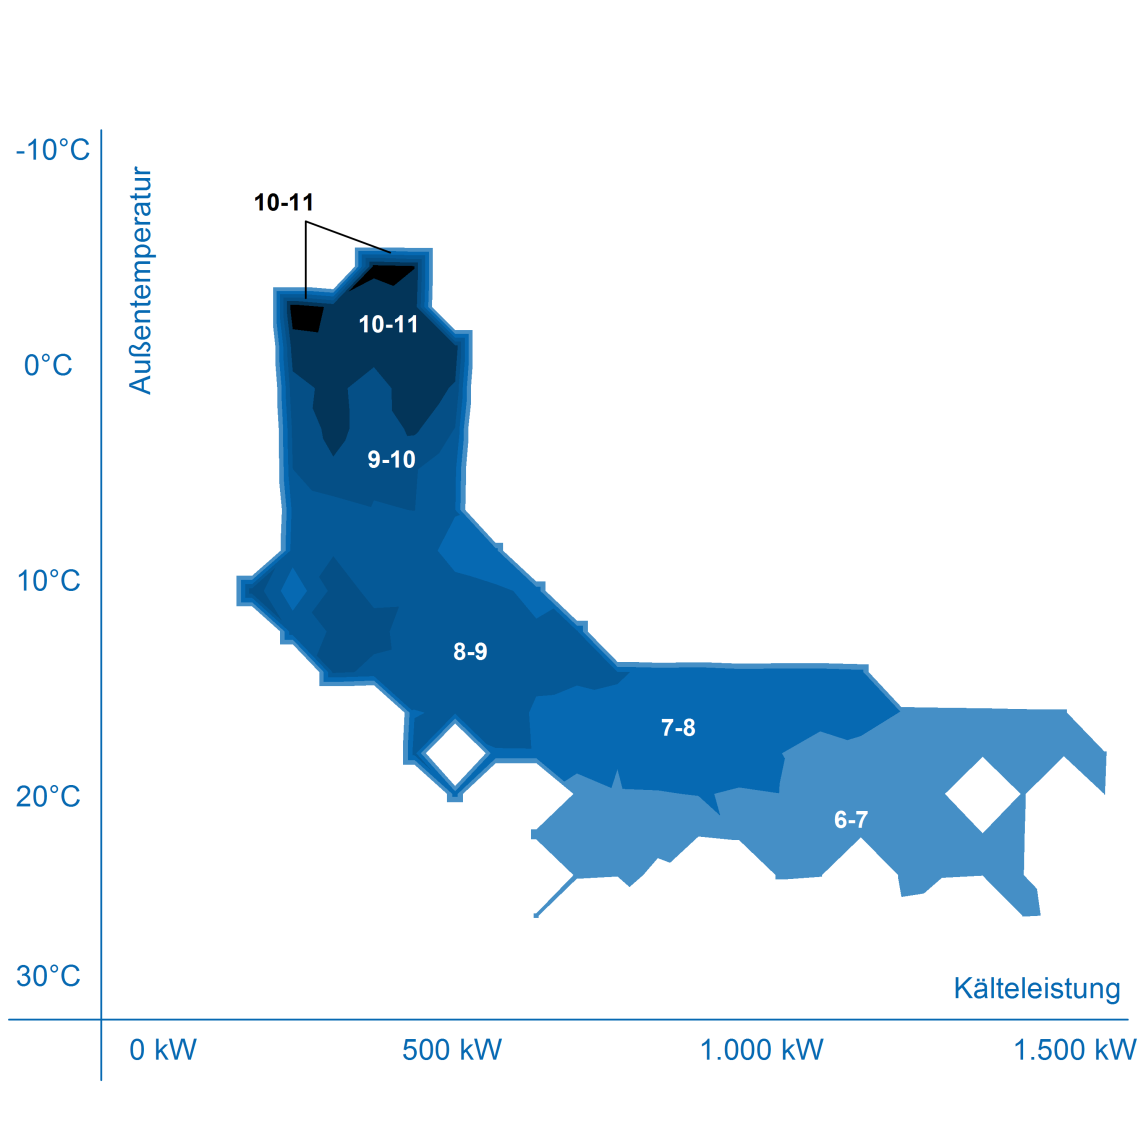 -10°C
Außentemperatur
10-11
10-11
0°C
9-10
10°C
8-9
7-8
20°C
6-7
30°C
Kälteleistung
0 kW
500 kW
1.000 kW
1.500 kW